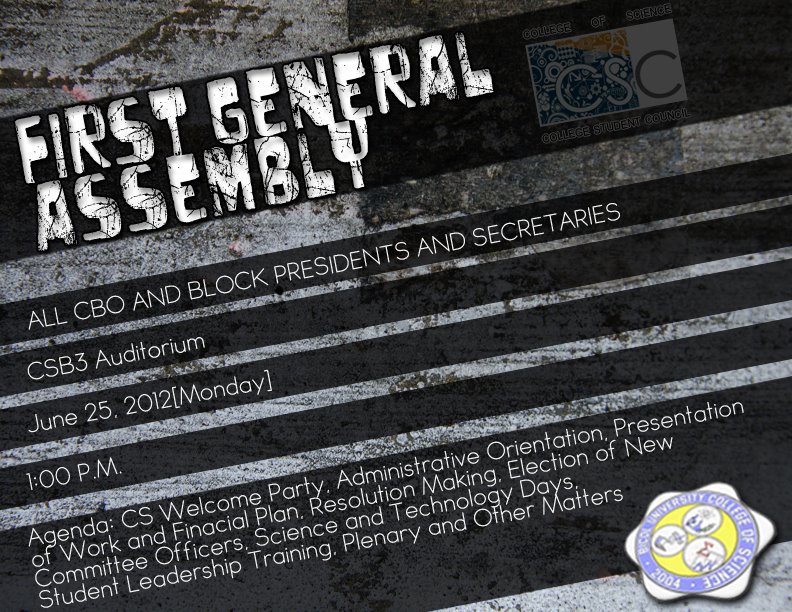 COLLEGE OF SCIENCE
CSC
COLLEGE STUDENT COUNCIL
FIRST GENERAL
ASSEMBLY
ALL CBO AND BLOCK PRESIDENTS AND SECRETARIES
CSB3 Auditorium
June 25, 2012[Monday]
1:00 P.M.
Agenda: CS Welcome Party, Administrative Orientation, Presentation
of Work and Finacial Plan, Resolution Making, Election of New
Committee Officers, Science and Technology Days,
Student Leadership Training, Plenary and Other Matters
BICOL UNIVERSITY COLLEGE OF SCIENCE
2004